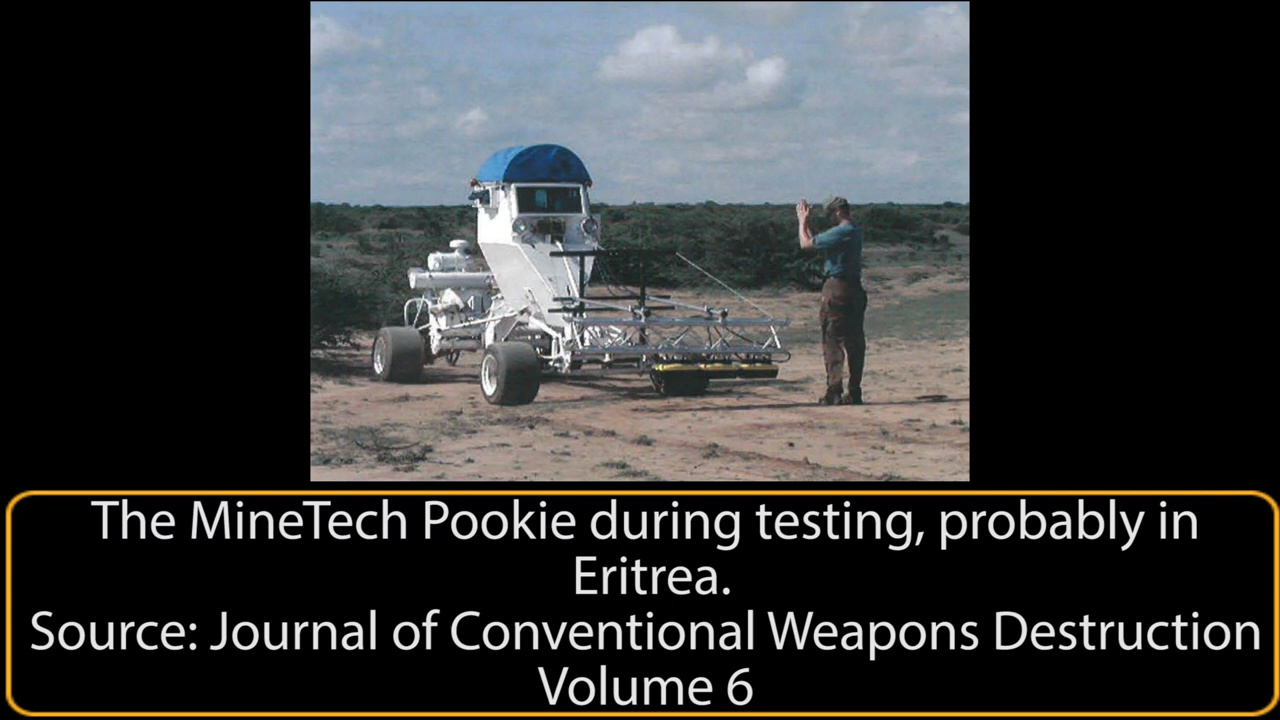 The MineTech Pookie during testing, probably in
Eritrea.
Source: Journal of Conventional Weapons Destruction
Volume 6